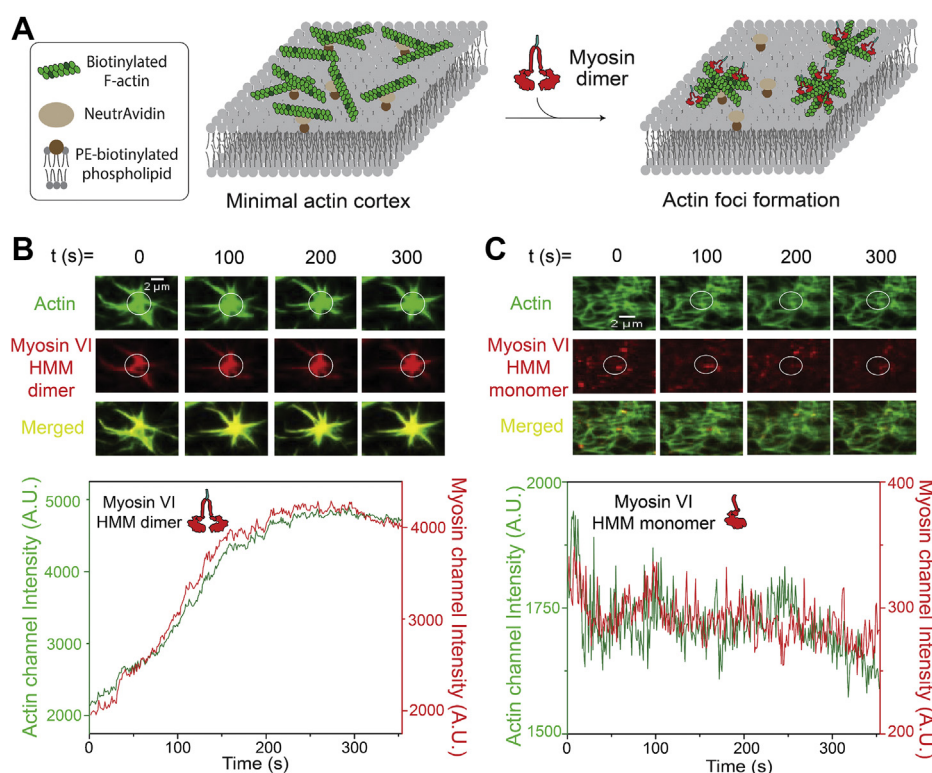 A
Biotinylated
F-actin
NeutrAvidin
PE-biotinylated
phospholipid
Myosin
dimer
Minimal actin cortex
Actin foci formation
B
t (s)= 0 100 200 300
2 µm
Actin
Myosin VI
HMM
dimer
Merged
Actin channel Intensity (A.U.)
5000
4000
3000
2000
Myosin VI
HMM dimer
4000
3000
2000
Myosin channel Intensity (A.U.)
0 100 200 300
Time (s)
C
t (s)= 0 100 200 300
2 µm
Actin
Myosin VI
HMM
monomer
Merged
Actin channel Intensity (A.U.)
2000
1750
1500
Myosin VI
HMM monomer
400
300
200
Myosin channel Intensity (A.U.)
0 100 200 300
Time (s)